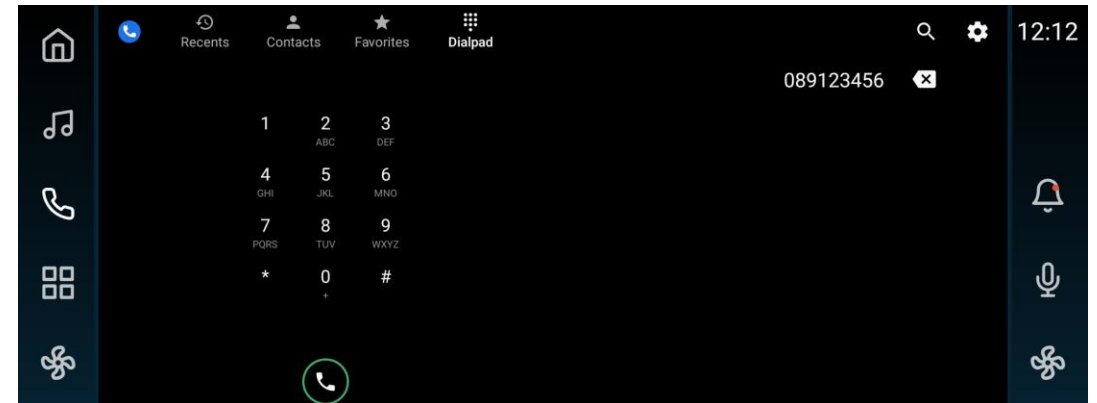 Recents Contacts Favorites Dialpad 12:12
089123456
1 2 3
ABC DEF
4 5 6
GHI JKL MNO
7 8 9
PQRS TUV WXYZ
* 0 #
+